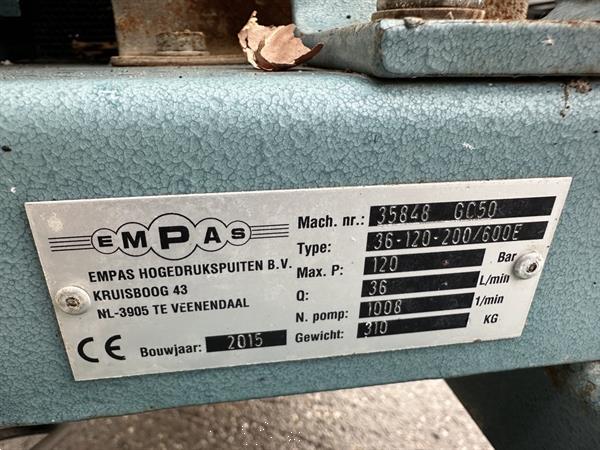 EMPAS
EMPAS HOGEDRUKSPUITEN B.V.
KRUISBOOG 43
NL-3905 TE VEENENDAAL
CE Bouwjaar: 2015
Mach. nr.: 35848 GC50
Type: 36-120-200/600E
Max. P: 120 Bar
Q: 36 L/min
N. pomp: 1008 1/min
Gewicht: 310 KG